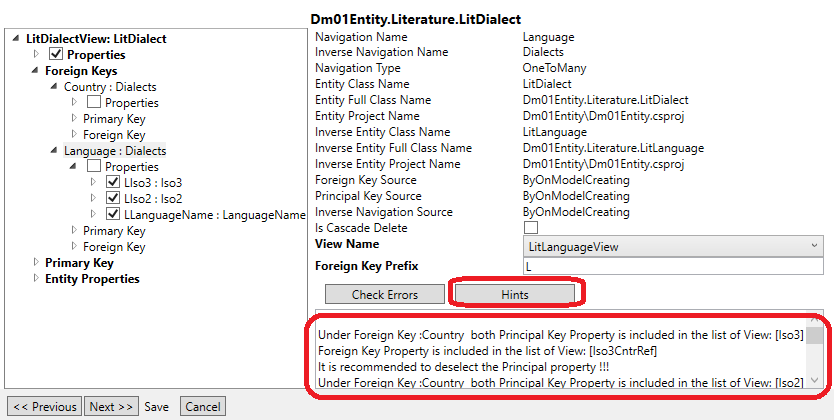 Dm01Entity.Literature.LitDialect
LitDialectView: LitDialect
Properties
Foreign Keys
Country : Dialects
Properties
Primary Key
Foreign Key
Language : Dialects
Properties
LIso3 : Iso3
LIso2 : Iso2
LLanguageName : LanguageName
Primary Key
Foreign Key
Primary Key
Entity Properties
Navigation Name Language
Inverse Navigation Name Dialects
Navigation Type OneToMany
Entity Class Name LitDialect
Entity Full Class Name Dm01Entity.Literature.LitDialect
Entity Project Name Dm01Entity\Dm01Entity.csproj
Inverse Entity Class Name LitLanguage
Inverse Entity Full Class Name Dm01Entity.Literature.LitLanguage
Inverse Entity Project Name Dm01Entity\Dm01Entity.csproj
Foreign Key Source ByOnModelCreating
Principal Key Source ByOnModelCreating
Inverse Navigation Source ByOnModelCreating
Is Cascade Delete
View Name LitLanguageView
Foreign Key Prefix L
Check Errors Hints
Under Foreign Key :Country both Principal Key Property is included in the list of View: [Iso3]
Foreign Key Property is included in the list of View: [Iso3CntrRef]
It is recommended to deselect the Principal property !!!
Under Foreign Key :Country both Principal Key Property is included in the list of View: [Iso2]
<< Previous Next >> Save Cancel